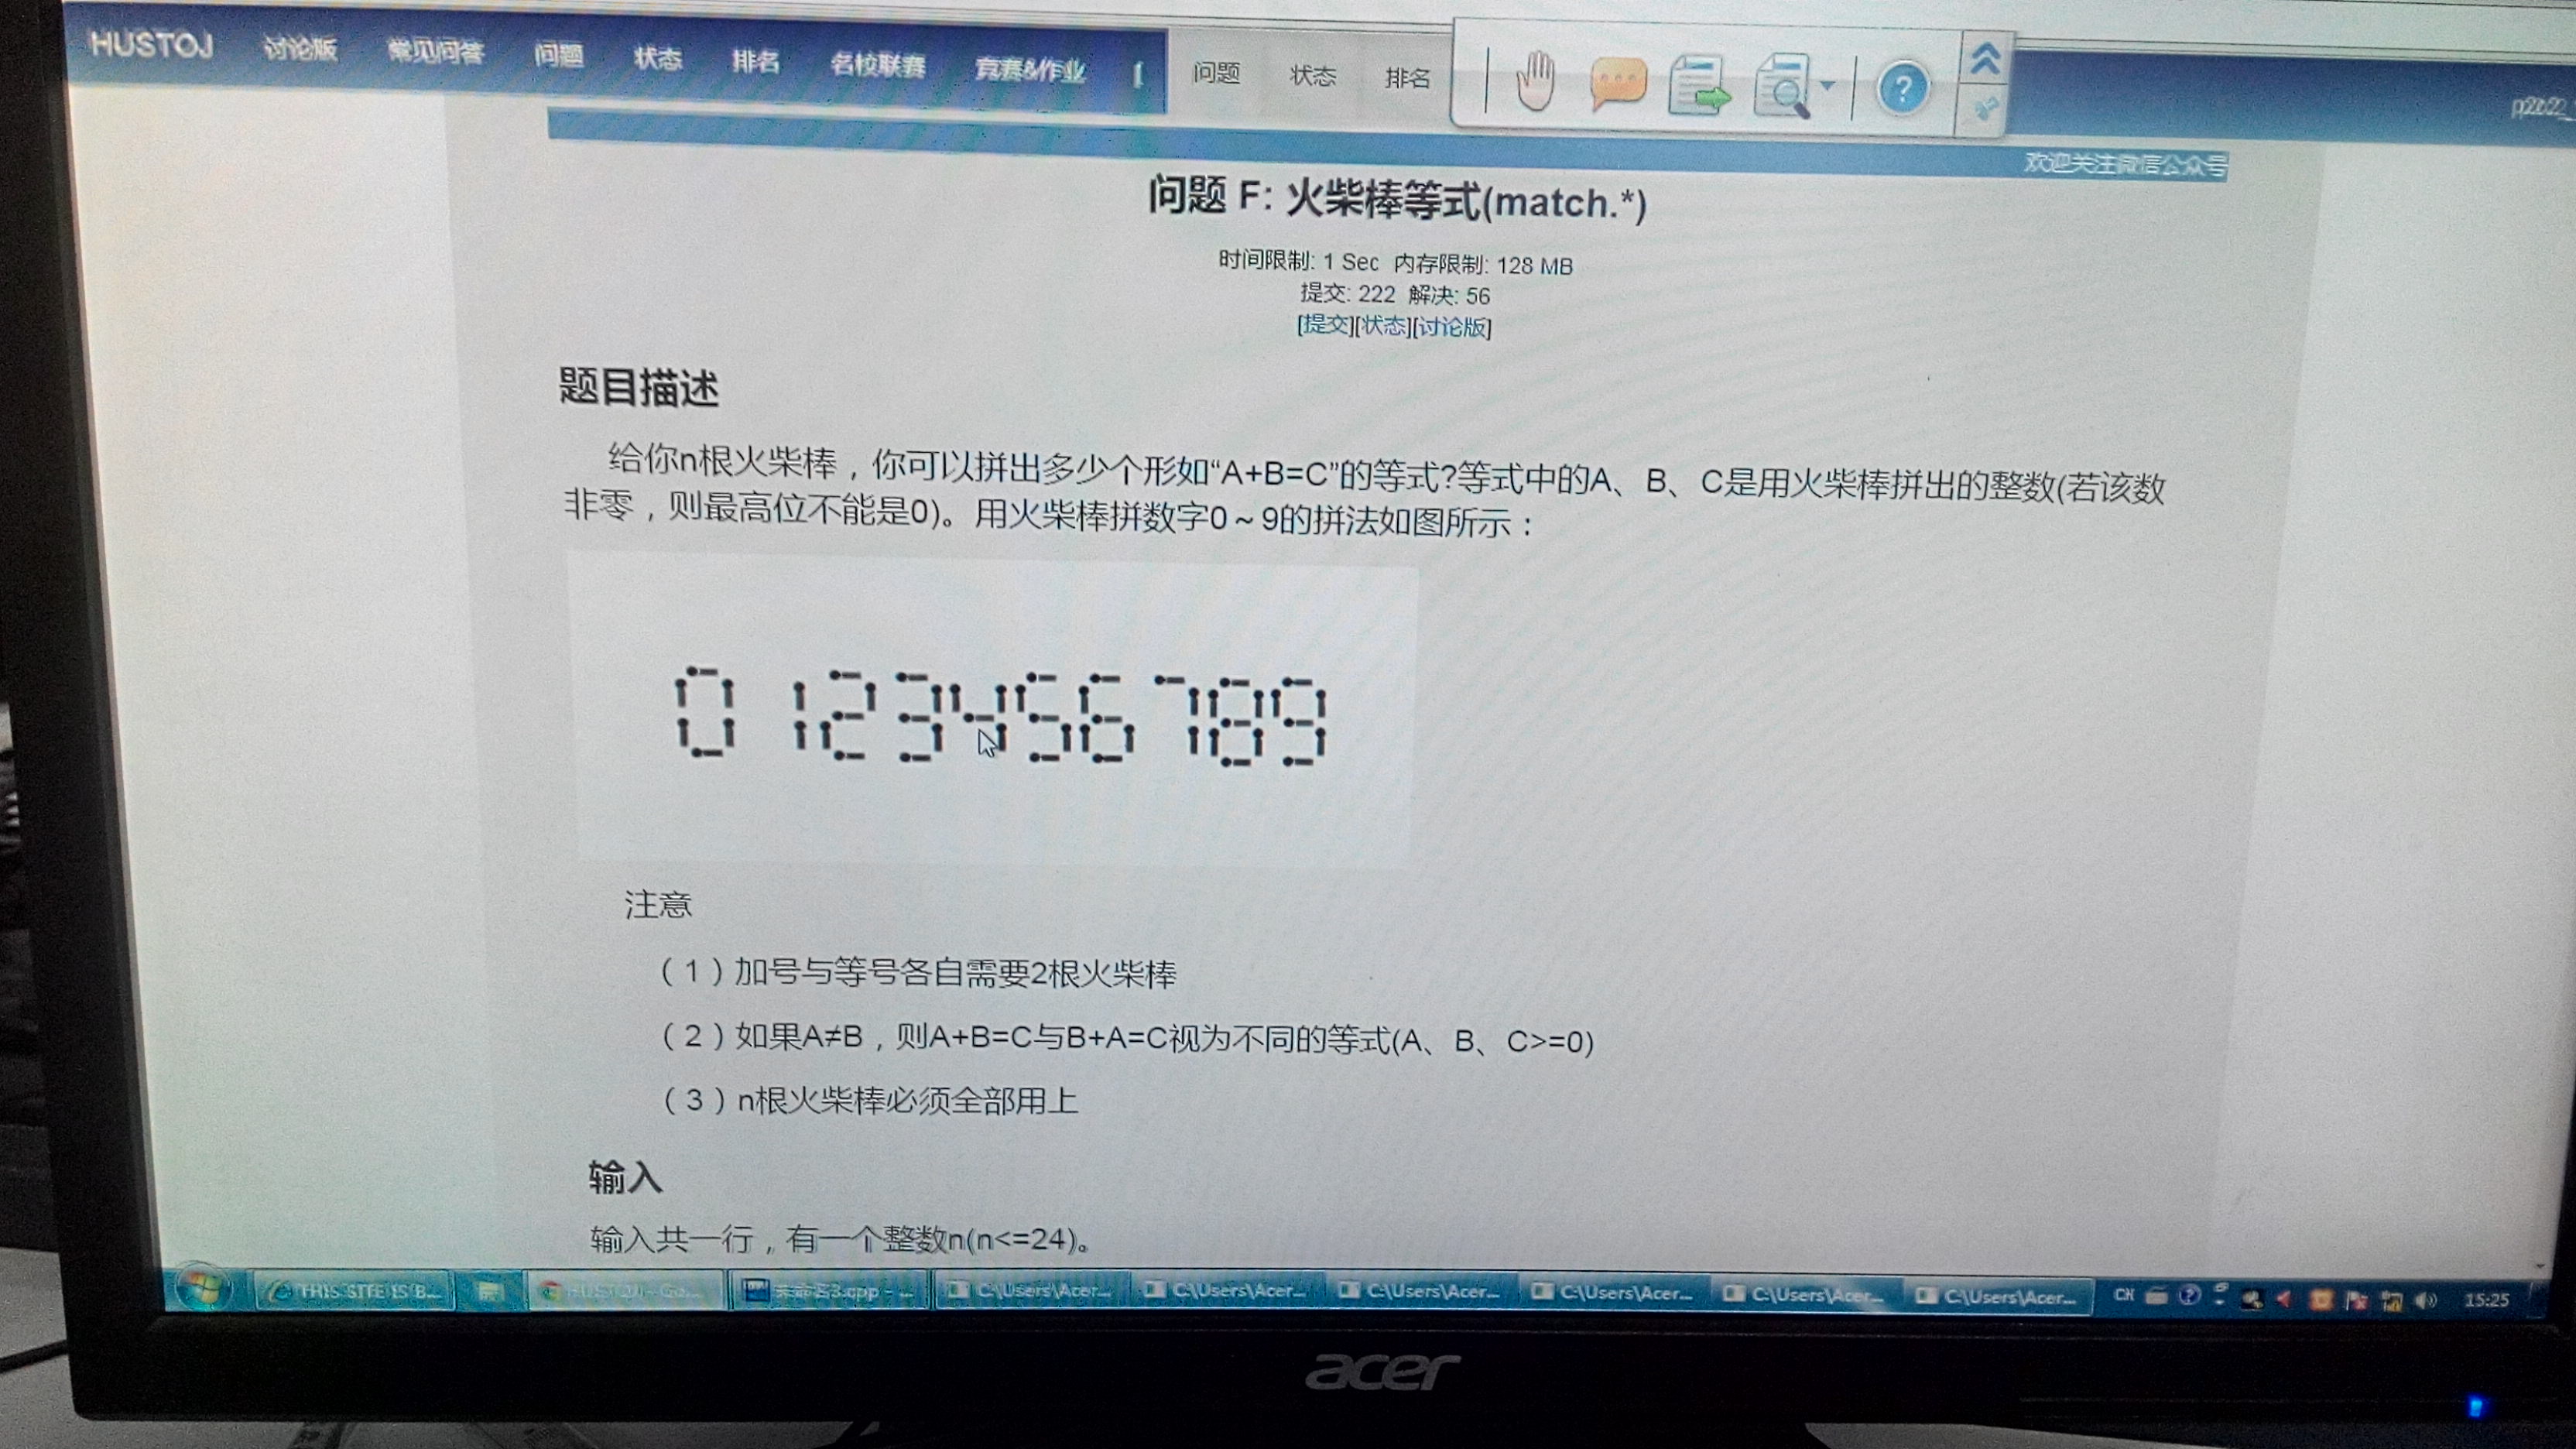 HUSTOJ 讨论版 常见问答 问题 状态 排名 名校联赛 竞赛&作业 问题 状态 排名
欢迎关注微信公众号
问题 F: 火柴棒等式(match.*)
时间限制: 1 Sec 内存限制: 128 MB
提交: 222 解决: 56
[提交][状态][讨论版]
题目描述
给你n根火柴棒，你可以拼出多少个形如“A+B=C”的等式?等式中的A、B、C是用火柴棒拼出的整数(若该数
非零，则最高位不能是0)。用火柴棒拼数字0～9的拼法如图所示：
0 1 2 3 4 5 6 7 8 9
注意
（1）加号与等号各自需要2根火柴棒
（2）如果A≠B，则A+B=C与B+A=C视为不同的等式(A、B、C>=0)
（3）n根火柴棒必须全部用上
输入
输入共一行，有一个整数n(n<=24)。
THIS SITE IS B... 未命名3.cpp - ... C:\Users\Acer... C:\Users\Acer... C:\Users\Acer... C:\Users\Acer... C:\Users\Acer... C:\Users\Acer... CH 15:25
acer